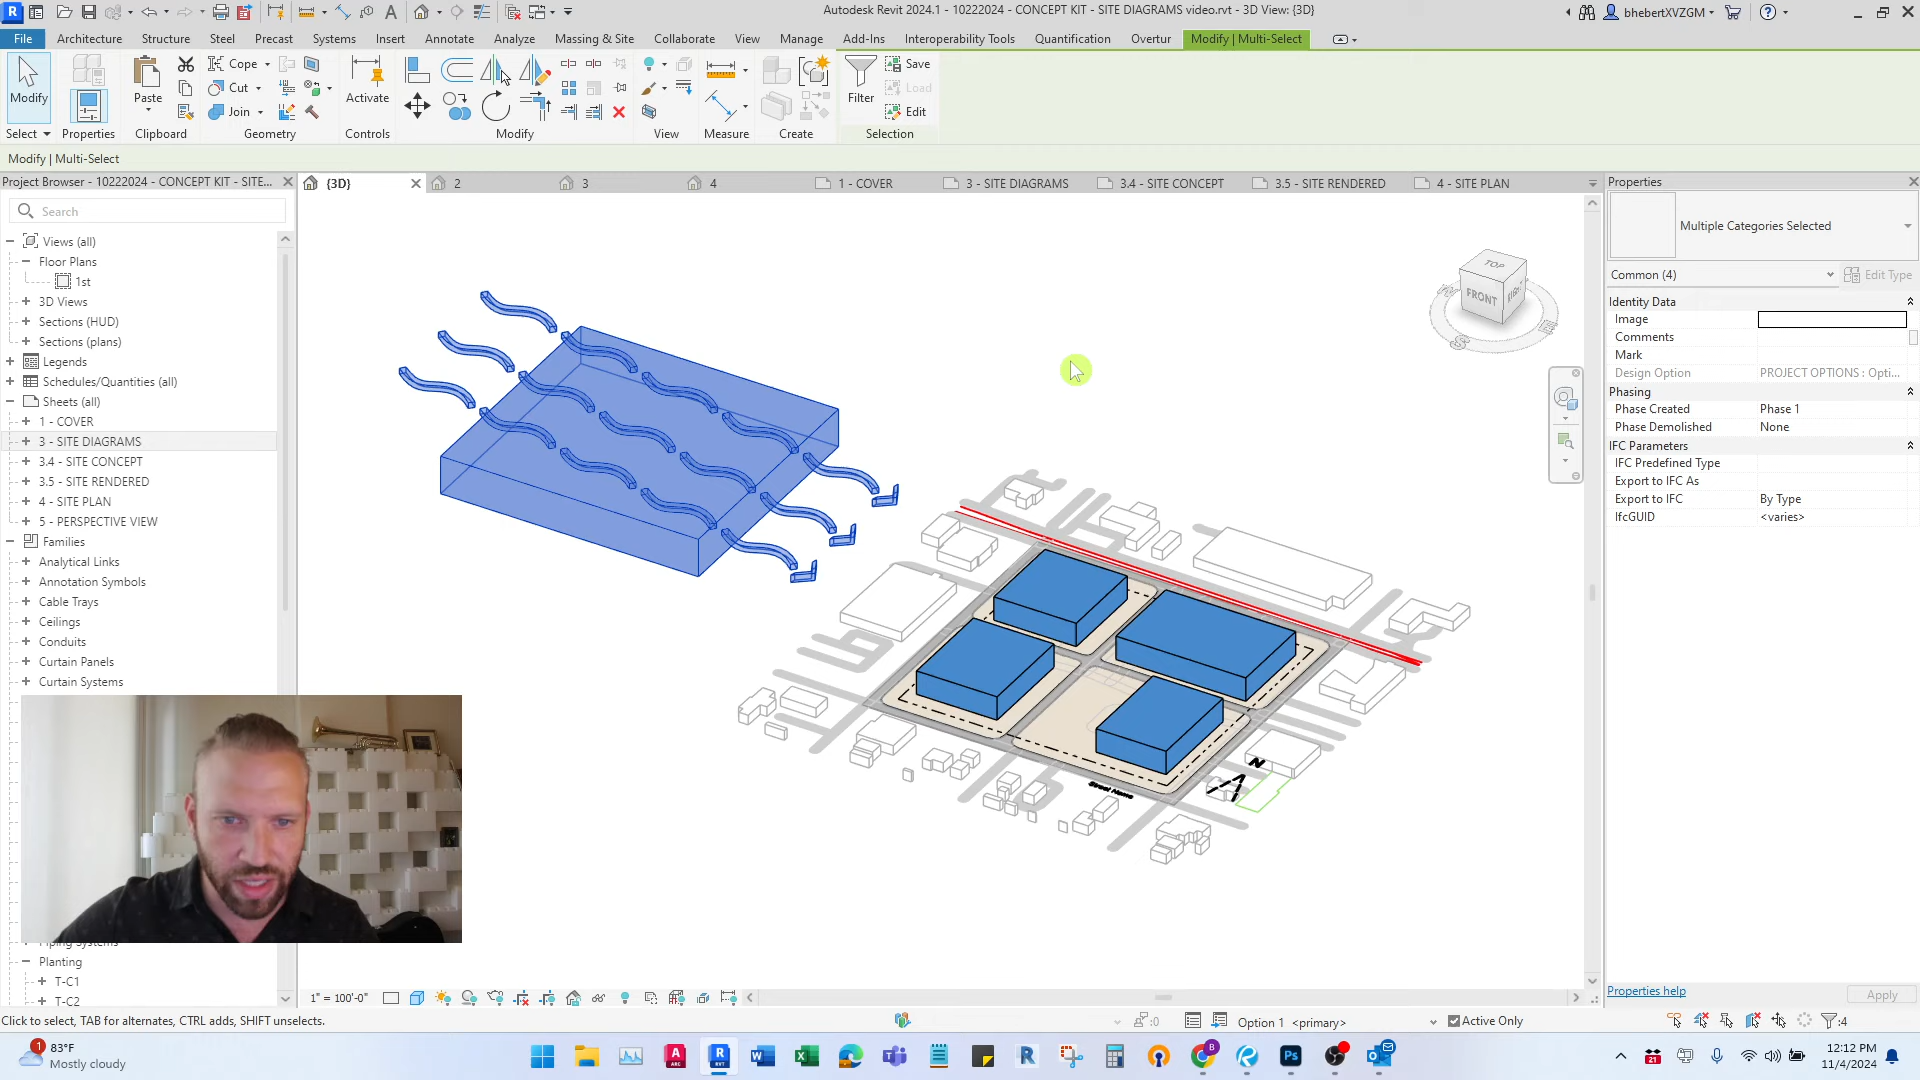 Autodesk Revit 2024.1 - 10222024 - CONCEPT KIT - SITE DIAGRAMS video.rvt - 3D View: {3D}
bhebertXVZGM
File Architecture Structure Steel Precast Systems Insert Annotate Analyze Massing & Site Collaborate View Manage Add-Ins Interoperability Tools Quantification Overtur Modify | Multi-Select
Modify
Paste
Cope
Cut
Join
Activate
Filter
Save
Load
Edit
Select Properties Clipboard Geometry Controls Modify View Measure Create Selection
Modify | Multi-Select
Project Browser - 10222024 - CONCEPT KIT - SITE...
{3D} 2 3 4 1 - COVER 3 - SITE DIAGRAMS 3.4 - SITE CONCEPT 3.5 - SITE RENDERED 4 - SITE PLAN
Search
Views (all)
Floor Plans
1st
3D Views
Sections (HUD)
Sections (plans)
Legends
Schedules/Quantities (all)
Sheets (all)
1 - COVER
3 - SITE DIAGRAMS
3.4 - SITE CONCEPT
3.5 - SITE RENDERED
4 - SITE PLAN
5 - PERSPECTIVE VIEW
Families
Analytical Links
Annotation Symbols
Cable Trays
Ceilings
Conduits
Curtain Panels
Curtain Systems
Piping Systems
Planting
T-C1
T-C2
TOP
FRONT
RIGHT
S
E
N
Street Name
Properties
Multiple Categories Selected
Common (4) Edit Type
Identity Data
Image
Comments
Mark
Design Option PROJECT OPTIONS : Opti...
Phasing
Phase Created Phase 1
Phase Demolished None
IFC Parameters
IFC Predefined Type
Export to IFC As
Export to IFC By Type
IfcGUID <varies>
Properties help Apply
1" = 100'-0"
Click to select, TAB for alternates, CTRL adds, SHIFT unselects.
:0
Option 1 <primary>
Active Only
:4
1
83°F
Mostly cloudy
21
12:12 PM
11/4/2024